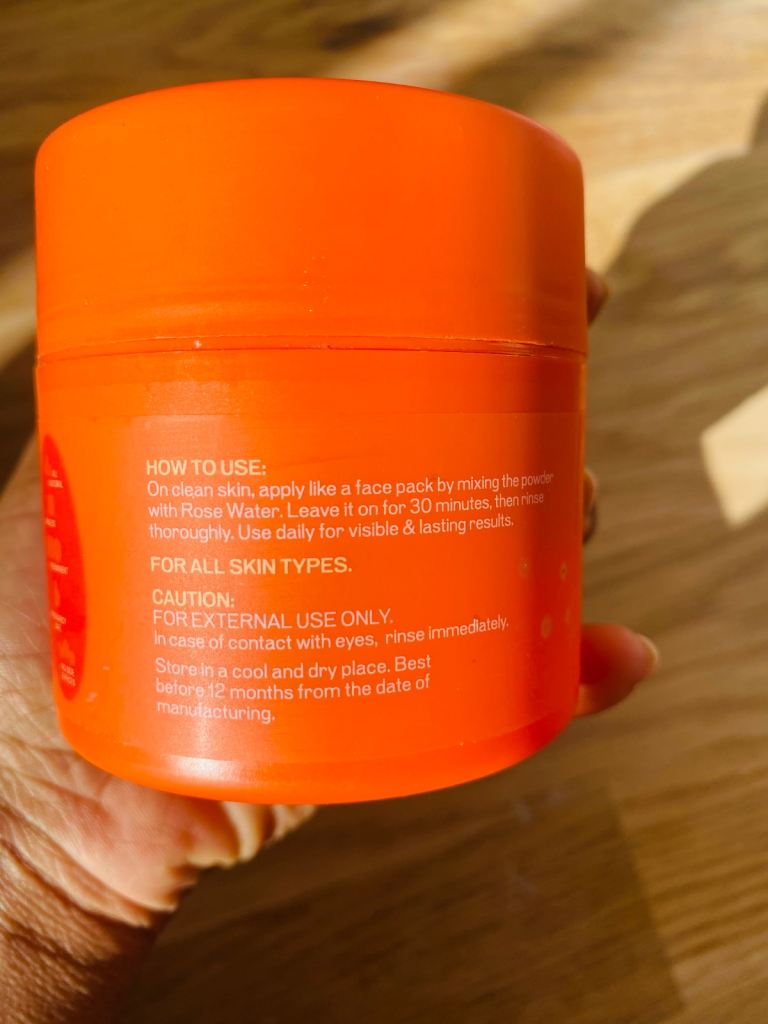 HOW TO USE:
On clean skin, apply like a face pack by mixing the powder
with Rose Water. Leave it on for 30 minutes, then rinse
thoroughly. Use daily for visible & lasting results.
FOR ALL SKIN TYPES.
CAUTION:
FOR EXTERNAL USE ONLY.
In case of contact with eyes, rinse immediately.
Store in a cool and dry place. Best
before 12 months from the date of
manufacturing.